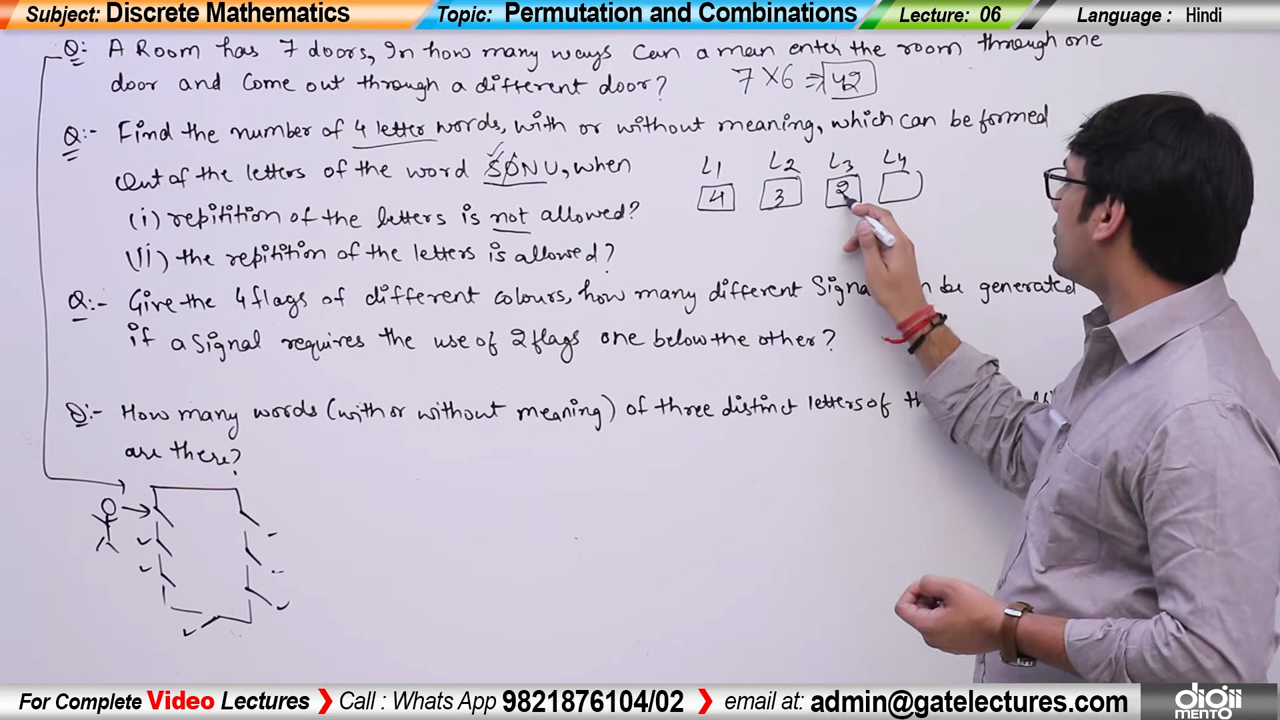 Subject: Discrete Mathematics Topic: Permutation and Combinations Lecture: 06 Language : Hindi
Q: A Room has 7 doors, In how many ways Can a man enter the room through one
door and Come out through a different door? 7 X 6 => 42
Q:- Find the number of 4 letter words, with or without meaning, which can be formed
Out of the letters of the word SONU, when
L1 L2 L3 L4
4 3 2
(i) repitition of the letters is not allowed?
(ii) the repitition of the letters is allowed?
Q:- Give the 4 flags of different colours, how many different Signal be generated
if a Signal requires the use of 2 flags one below the other?
Q:- How many words (with or without meaning) of three distinct letters of
are there?
For Complete Video Lectures ❯ Call : Whats App 9821876104/02 ❯ email at: admin@gatelectures.com
digii
MENTO